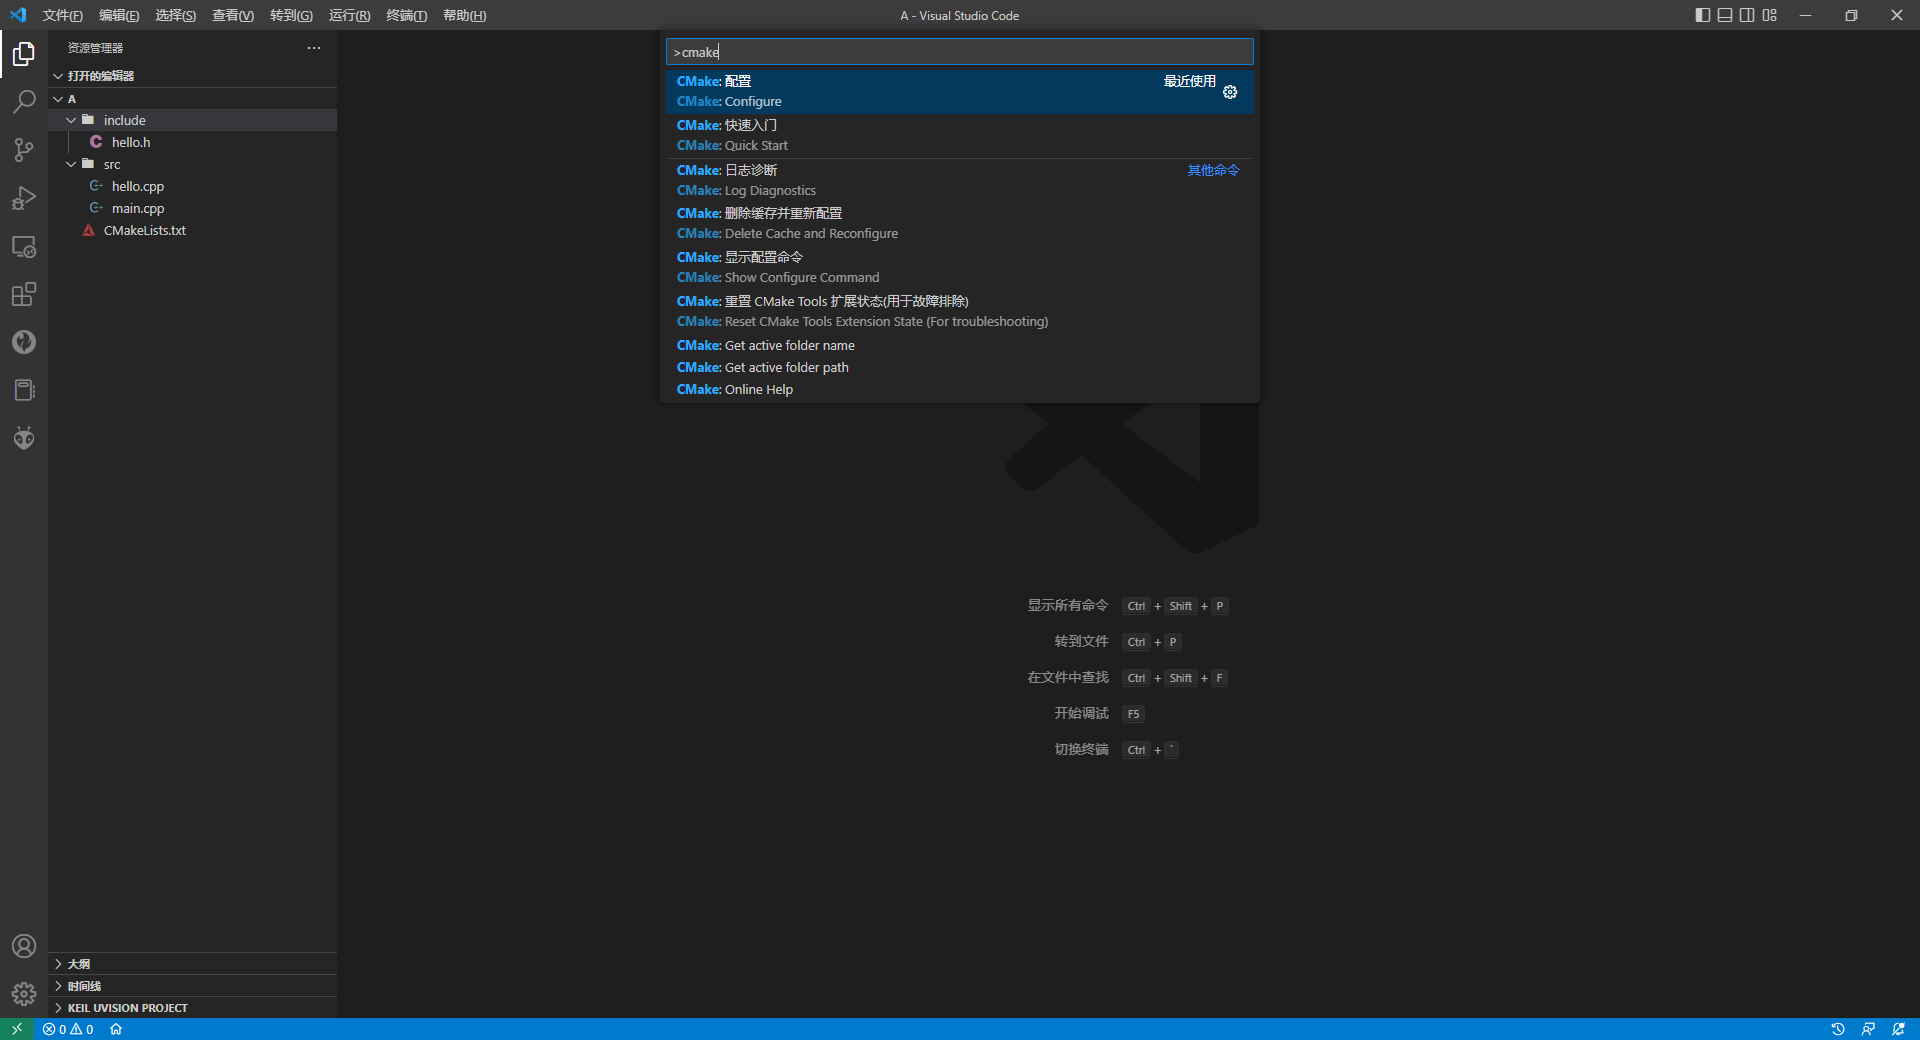 文件(F) 编辑(E) 选择(S) 查看(V) 转到(G) 运行(R) 终端(T) 帮助(H)
A - Visual Studio Code
资源管理器
打开的编辑器
A
include
hello.h
src
hello.cpp
main.cpp
CMakeLists.txt
大纲
时间线
KEIL UVISION PROJECT
>cmake
CMake: 配置 最近使用
CMake: Configure
CMake: 快速入门
CMake: Quick Start
CMake: 日志诊断 其他命令
CMake: Log Diagnostics
CMake: 删除缓存并重新配置
CMake: Delete Cache and Reconfigure
CMake: 显示配置命令
CMake: Show Configure Command
CMake: 重置 CMake Tools 扩展状态(用于故障排除)
CMake: Reset CMake Tools Extension State (For troubleshooting)
CMake: Get active folder name
CMake: Get active folder path
CMake: Online Help
显示所有命令 Ctrl + Shift + P
转到文件 Ctrl + P
在文件中查找 Ctrl + Shift + F
开始调试 F5
切换终端 Ctrl + `
0 0